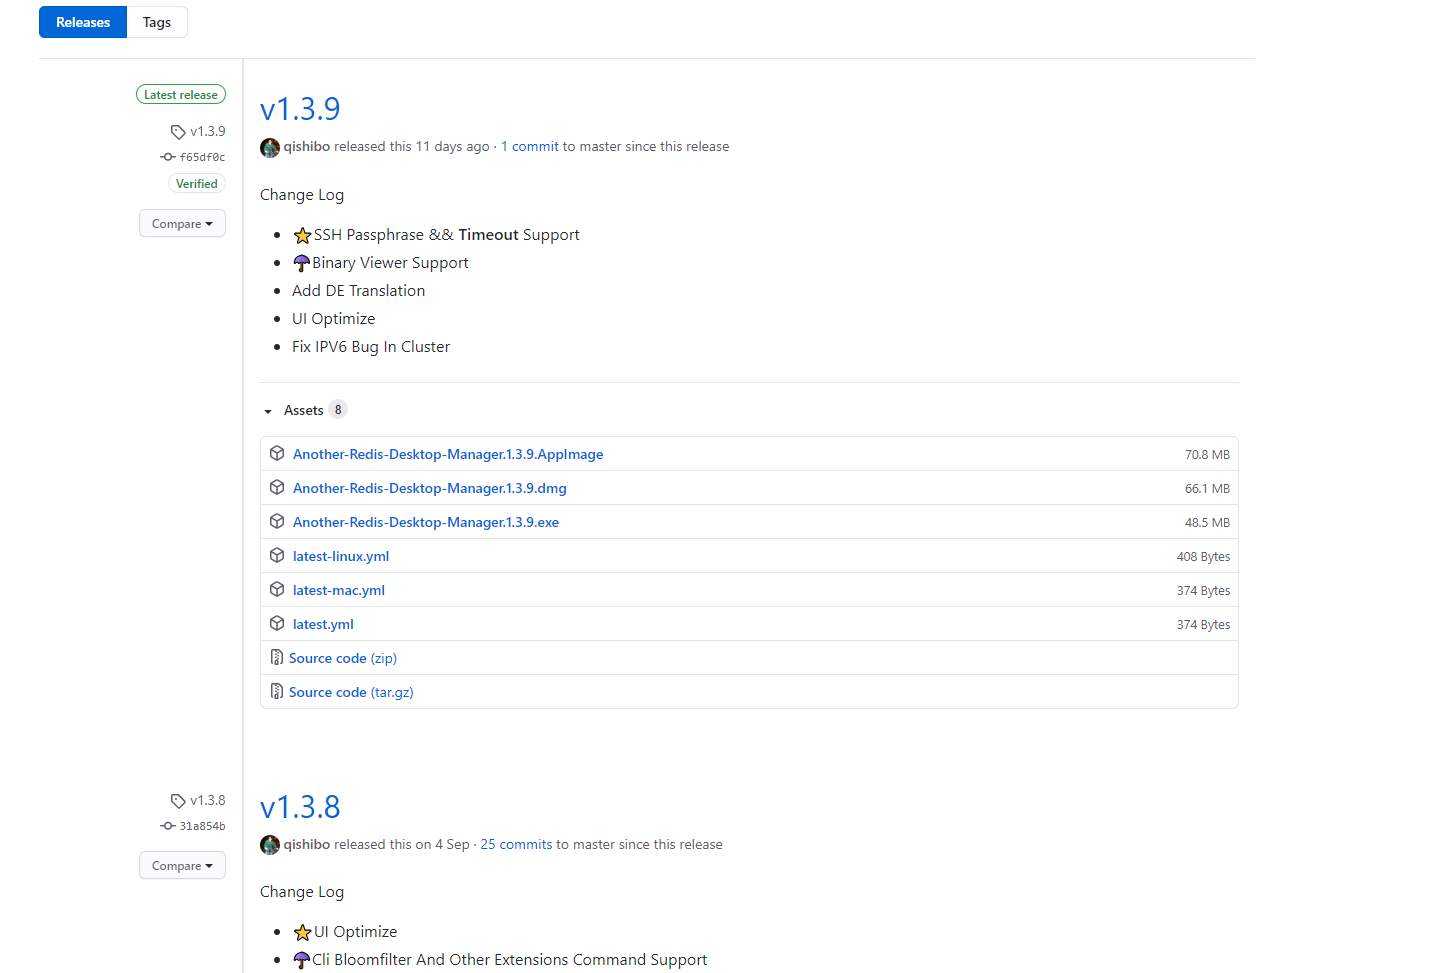 Releases Tags
Latest release
v1.3.9
f65df0c
Verified
Compare
v1.3.9
qishibo released this 11 days ago · 1 commit to master since this release
Change Log
⭐SSH Passphrase && Timeout Support
☂Binary Viewer Support
Add DE Translation
UI Optimize
Fix IPV6 Bug In Cluster
Assets 8
Another-Redis-Desktop-Manager.1.3.9.AppImage 70.8 MB
Another-Redis-Desktop-Manager.1.3.9.dmg 66.1 MB
Another-Redis-Desktop-Manager.1.3.9.exe 48.5 MB
latest-linux.yml 408 Bytes
latest-mac.yml 374 Bytes
latest.yml 374 Bytes
Source code (zip)
Source code (tar.gz)
v1.3.8
31a854b
Compare
v1.3.8
qishibo released this on 4 Sep · 25 commits to master since this release
Change Log
⭐UI Optimize
☂Cli Bloomfilter And Other Extensions Command Support